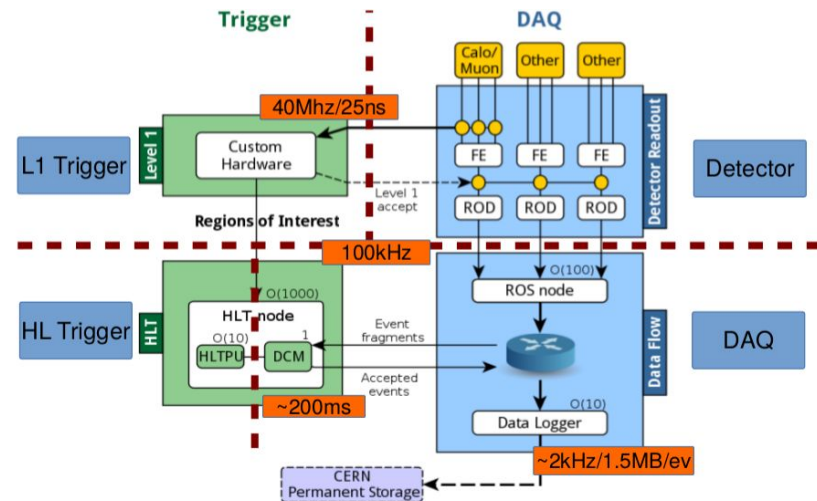 Trigger
DAQ
Calo/
Muon
Other
Other
40Mhz/25ns
L1 Trigger
Level 1
Custom
Hardware
FE
FE
FE
Level 1
accept
ROD
ROD
ROD
Detector Readout
Detector
Regions of Interest
100kHz
HL Trigger
HLT
O(1000)
HLT node
O(10)
1
HLTPU
DCM
~200ms
Event
fragments
Accepted
events
O(100)
ROS node
O(10)
Data Logger
Data Flow
DAQ
~2kHz/1.5MB/ev
CERN
Permanent Storage